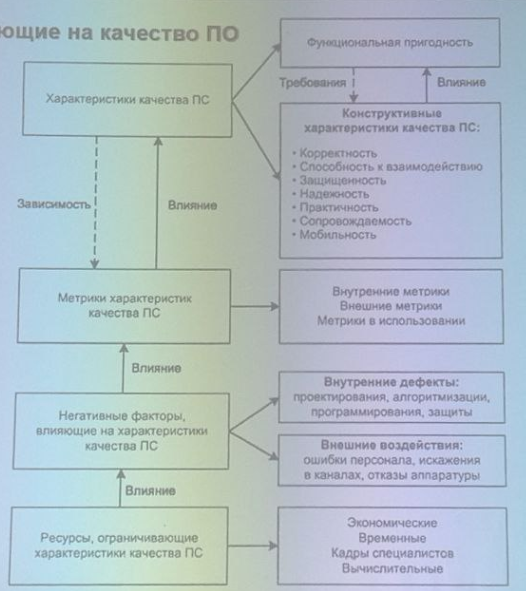 ющие на качество ПО
Функциональная пригодность
Характеристики качества ПС
Требования
Влияние
Конструктивные
характеристики качества ПС:
• Корректность
• Способность к взаимодействию
• Защищенность
• Надежность
• Практичность
• Сопровождаемость
• Мобильность
Зависимость
Влияние
Метрики характеристик
качества ПС
Внутренние метрики
Внешние метрики
Метрики в использовании
Влияние
Негативные факторы,
влияющие на характеристики
качества ПС
Внутренние дефекты:
проектирования, алгоритмизации,
программирования, защиты
Внешние воздействия:
ошибки персонала, искажения
в каналах, отказы аппаратуры
Влияние
Ресурсы, ограничивающие
характеристики качества ПС
Экономические
Временные
Кадры специалистов
Вычислительные